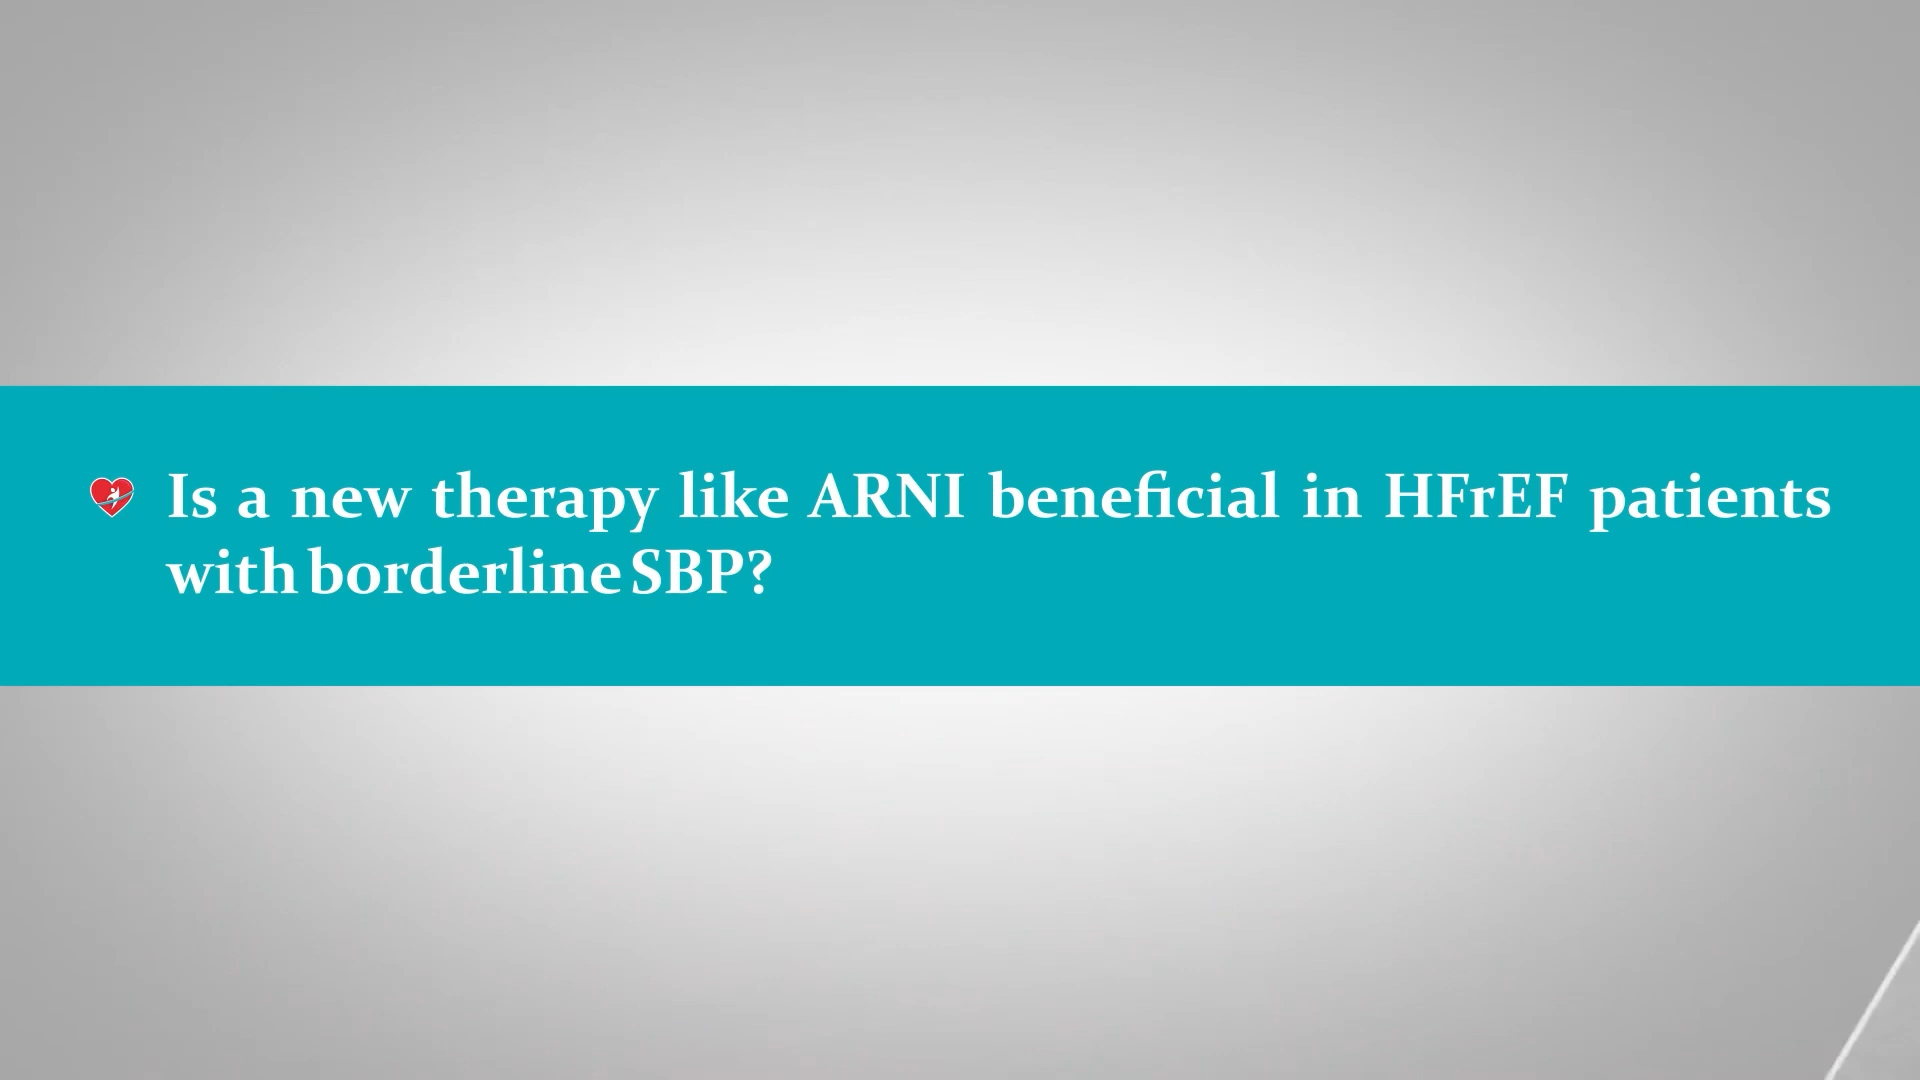 Is a new therapy like ARNI beneficial in HFrEF patients
with borderline SBP?